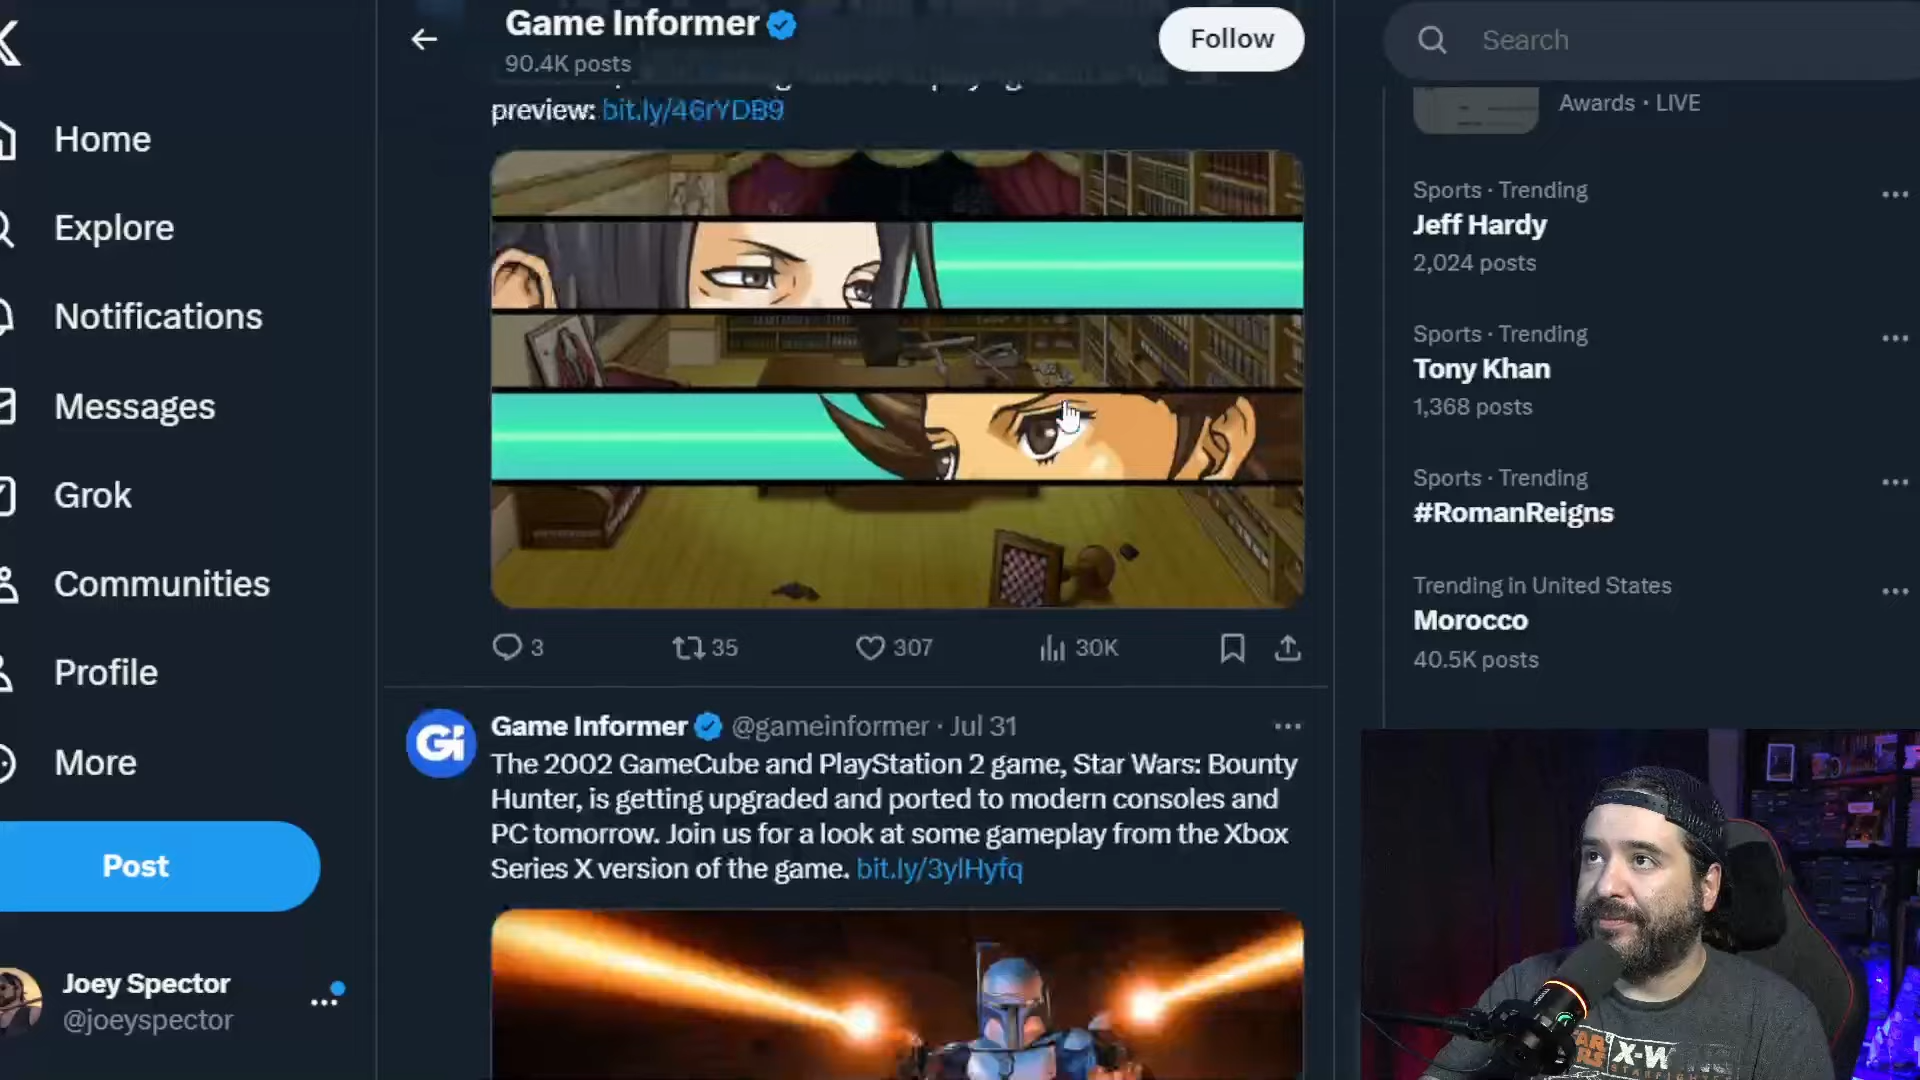 Game Informer
90.4K posts
Follow
Search
preview: bit.ly/46rYDB9
Home
Explore
Notifications
Messages
Grok
Communities
Profile
More
Post
Joey Spector
@joeyspector
3
35
307
30K
Game Informer @gameinformer · Jul 31
The 2002 GameCube and PlayStation 2 game, Star Wars: Bounty
Hunter, is getting upgraded and ported to modern consoles and
PC tomorrow. Join us for a look at some gameplay from the Xbox
Series X version of the game. bit.ly/3ylHyfq
Gi
Awards · LIVE
Sports · Trending
Jeff Hardy
2,024 posts
Sports · Trending
Tony Khan
1,368 posts
Sports · Trending
#RomanReigns
Trending in United States
Morocco
40.5K posts
X-W